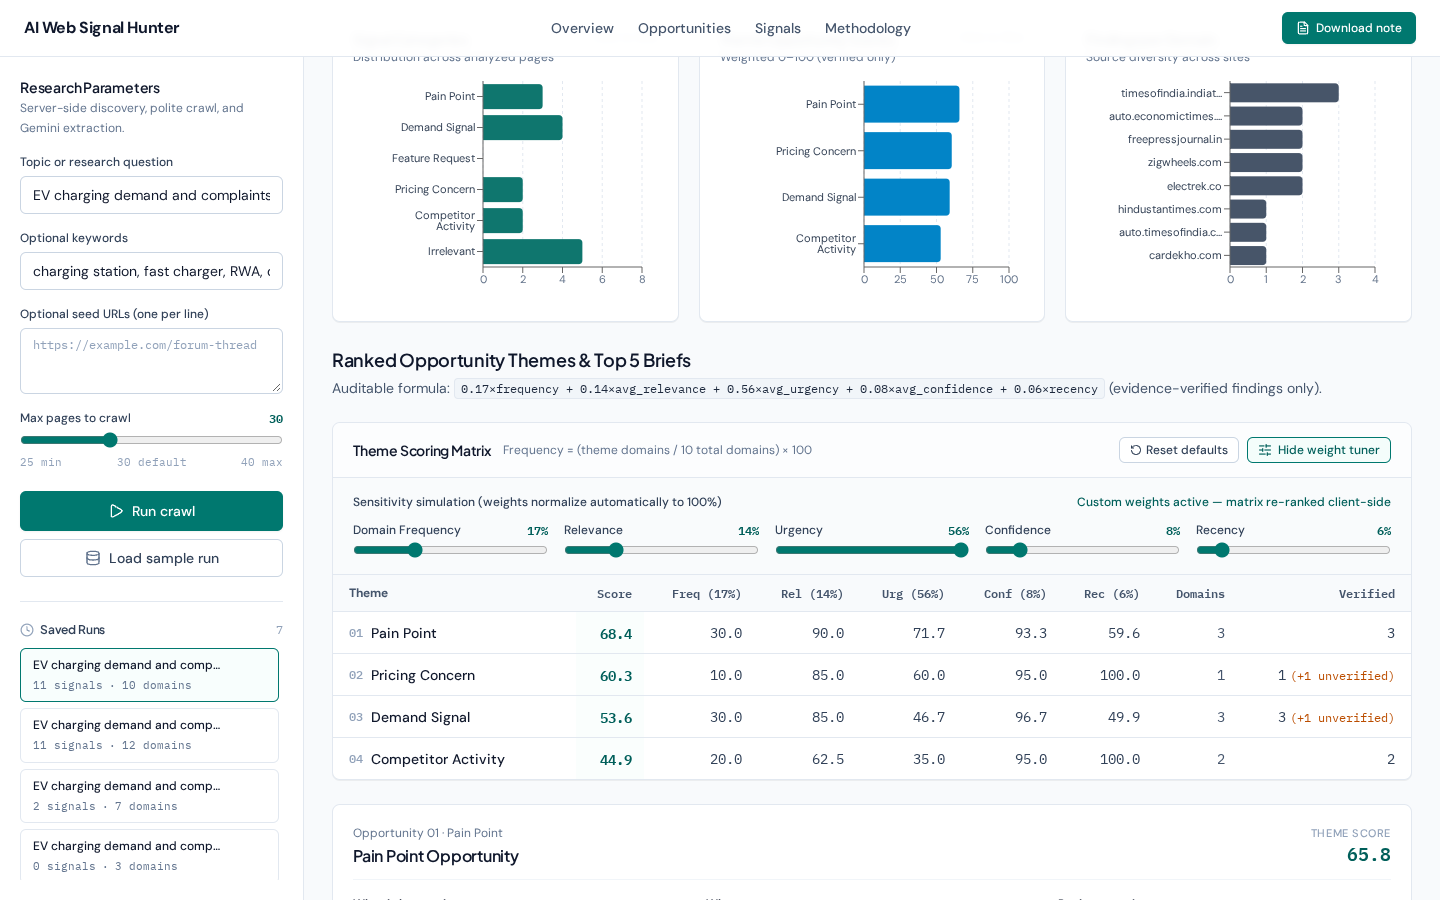 AI Web Signal Hunter
Overview
Opportunities
Signals
Methodology
Download note
Research Parameters
Server-side discovery, polite crawl, and
Gemini extraction.
Topic or research question
EV charging demand and complaints
Optional keywords
charging station, fast charger, RWA, c
Optional seed URLs (one per line)
https://example.com/forum-thread
Max pages to crawl
30
25 min
30 default
40 max
Run crawl
Load sample run
Saved Runs
7
EV charging demand and comp...
11 signals · 10 domains
EV charging demand and comp...
11 signals · 12 domains
EV charging demand and comp...
2 signals · 7 domains
EV charging demand and comp...
0 signals · 3 domains
Distribution across analyzed pages
Pain Point
Demand Signal
Feature Request
Pricing Concern
Competitor
Activity
Irrelevant
0 2 4 6 8
Weighted 0–100 (verified only)
Pain Point
Pricing Concern
Demand Signal
Competitor
Activity
0 25 50 75 100
Source diversity across sites
timesofindia.indiat...
auto.economictimes....
freepressjournal.in
zigwheels.com
electrek.co
hindustantimes.com
auto.timesofindia.c...
cardekho.com
0 1 2 3 4
Ranked Opportunity Themes & Top 5 Briefs
Auditable formula: 0.17×frequency + 0.14×avg_relevance + 0.56×avg_urgency + 0.08×avg_confidence + 0.06×recency (evidence-verified findings only).
Theme Scoring Matrix
Frequency = (theme domains / 10 total domains) × 100
Reset defaults
Hide weight tuner
Sensitivity simulation (weights normalize automatically to 100%)
Custom weights active — matrix re-ranked client-side
Domain Frequency 17%
Relevance 14%
Urgency 56%
Confidence 8%
Recency 6%
Theme Score Freq (17%) Rel (14%) Urg (56%) Conf (8%) Rec (6%) Domains Verified
01 Pain Point 68.4 30.0 90.0 71.7 93.3 59.6 3 3
02 Pricing Concern 60.3 10.0 85.0 60.0 95.0 100.0 1 1 (+1 unverified)
03 Demand Signal 53.6 30.0 85.0 46.7 96.7 49.9 3 3 (+1 unverified)
04 Competitor Activity 44.9 20.0 62.5 35.0 95.0 100.0 2 2
Opportunity 01 · Pain Point
Pain Point Opportunity
THEME SCORE
65.8